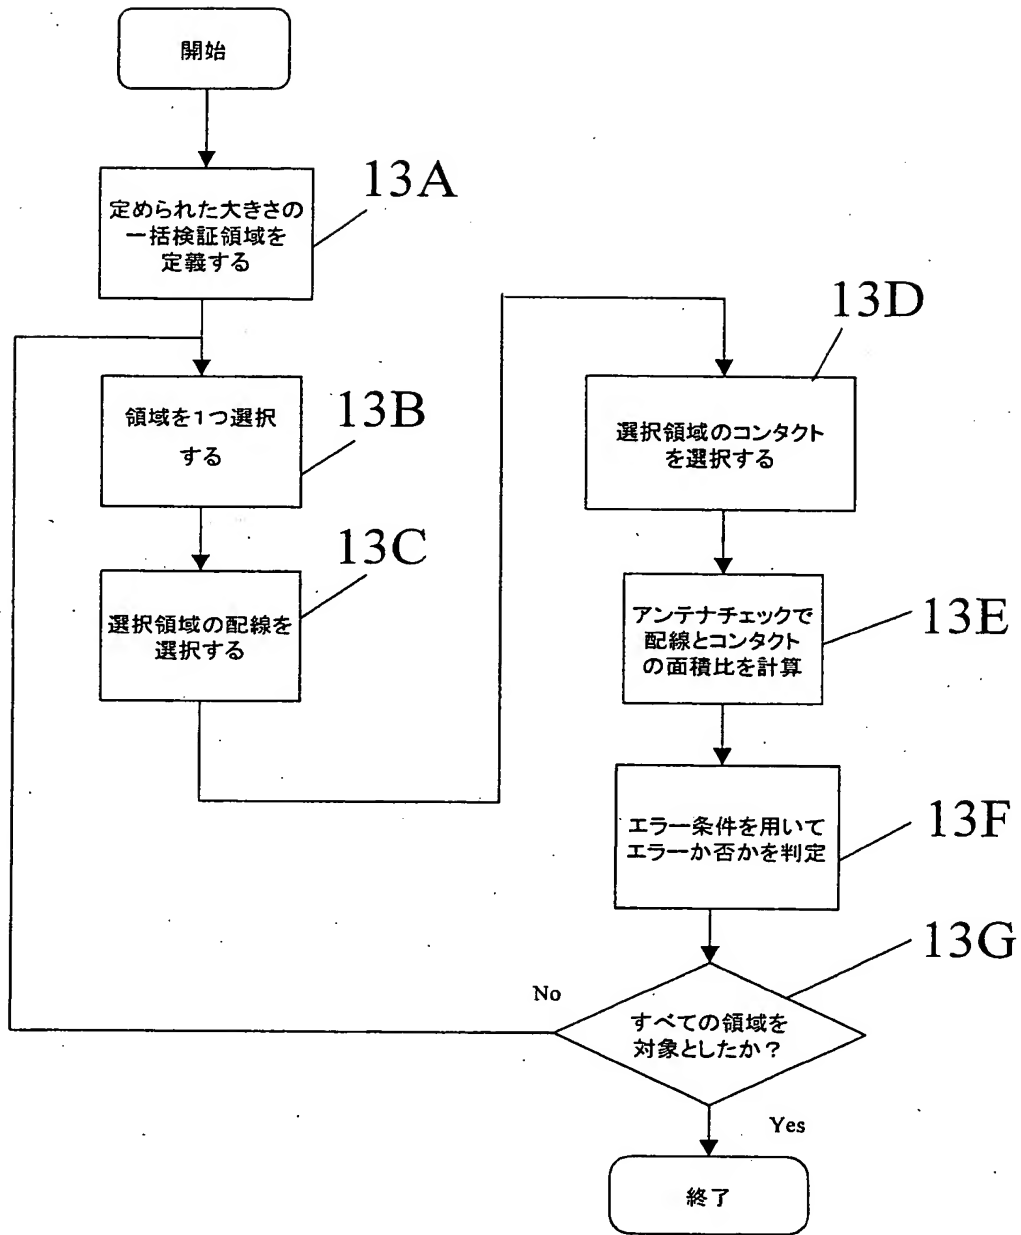 開始
定められた大きさの
一括検証領域を
定義する
13A
領域を1つ選択
する
13B
選択領域の配線を
選択する
13C
選択領域のコンタクト
を選択する
13D
アンテナチェックで
配線とコンタクト
の面積比を計算
13E
エラー条件を用いて
エラーか否かを判定
13F
すべての領域を
対象としたか?
13G
No
Yes
終了